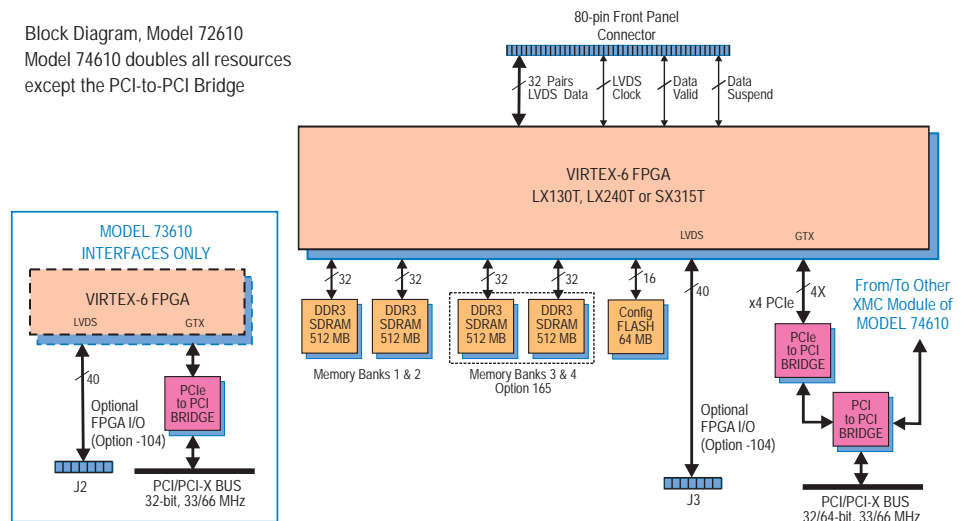 Block Diagram, Model 72610
Model 74610 doubles all resources
except the PCI-to-PCI Bridge
80-pin Front Panel
Connector
32 Pairs
LVDS Data
LVDS
Clock
Data
Valid
Data
Suspend
VIRTEX-6 FPGA
LX130T, LX240T or SX315T
LVDS
GTX
32
32
32
32
16
40
4X
x4 PCIe
DDR3
SDRAM
512 MB
DDR3
SDRAM
512 MB
DDR3
SDRAM
512 MB
DDR3
SDRAM
512 MB
Config
FLASH
64 MB
Memory Banks 1 & 2
Memory Banks 3 & 4
Option 165
Optional
FPGA I/O
(Option -104)
J3
PCIe
to PCI
BRIDGE
PCI
to PCI
BRIDGE
From/To Other
XMC Module of
MODEL 74610
PCI/PCI-X BUS
32/64-bit, 33/66 MHz
MODEL 73610
INTERFACES ONLY
VIRTEX-6 FPGA
LVDS
GTX
40
PCIe
to PCI
BRIDGE
Optional
FPGA I/O
(Option -104)
J2
PCI/PCI-X BUS
32-bit, 33/66 MHz